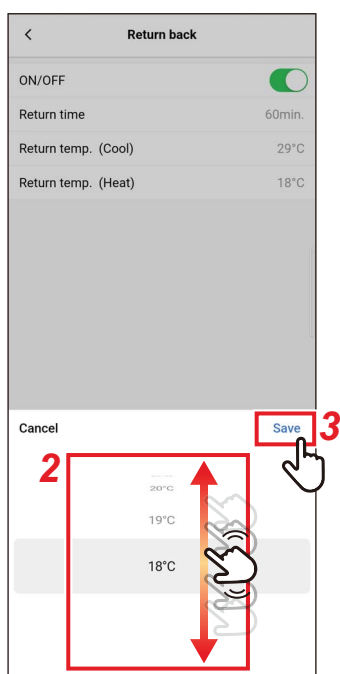 Return back
ON/OFF
Return time 60min.
Return temp. (Cool) 29°C
Return temp. (Heat) 18°C
Cancel Save 3
2
20°C
19°C
18°C